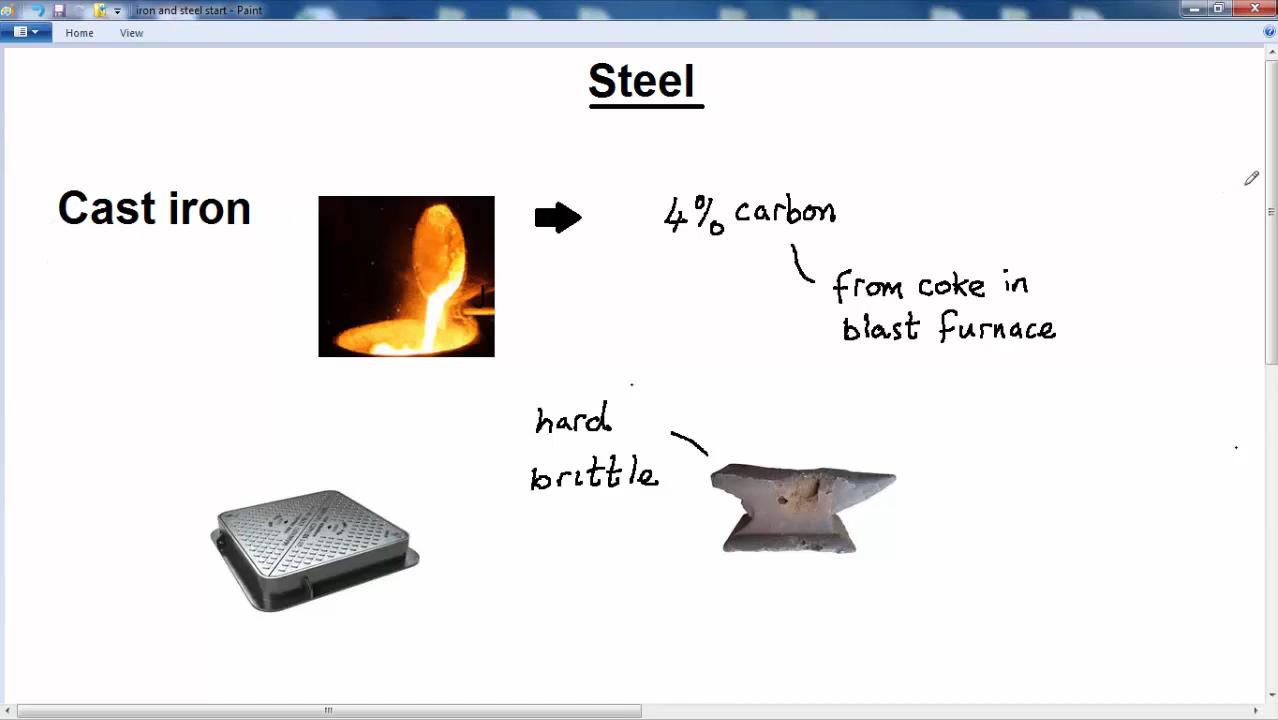 iron and steel start - Paint
Home View
Steel
Cast iron
4% carbon
from coke in
blast furnace
hard
brittle